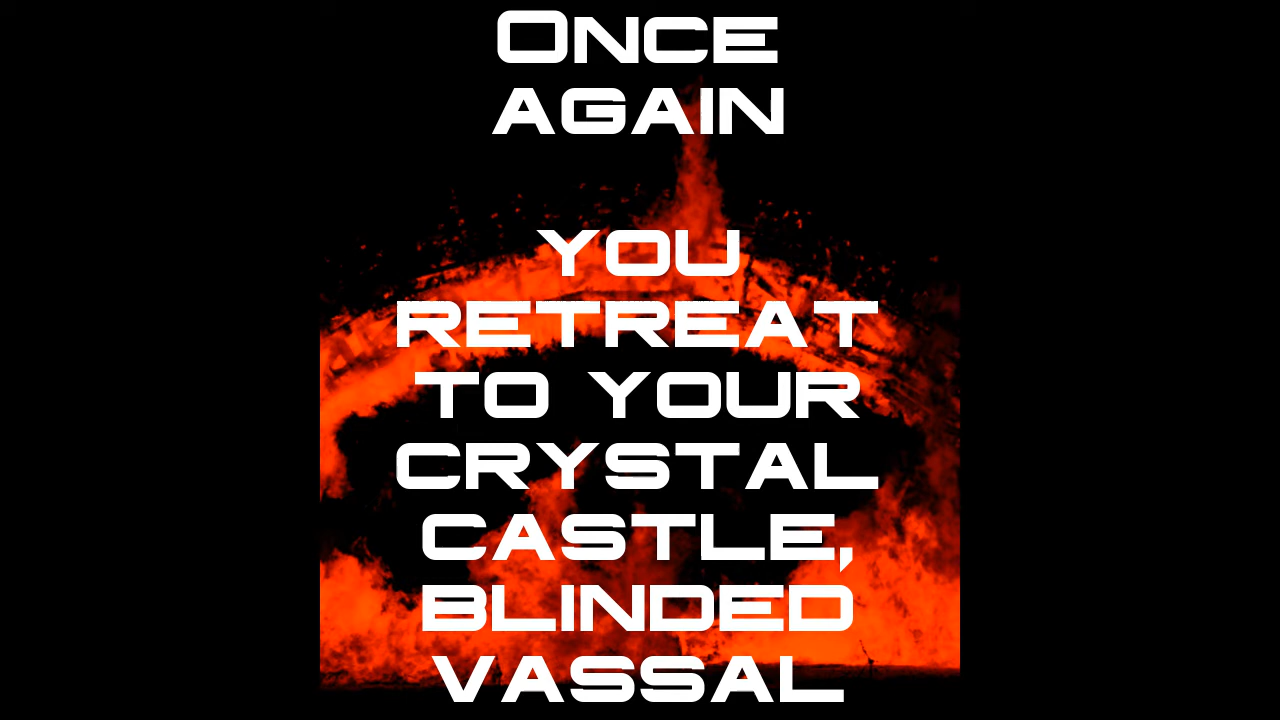 Once
again
you
retreat
to your
crystal
castle,
blinded
vassal